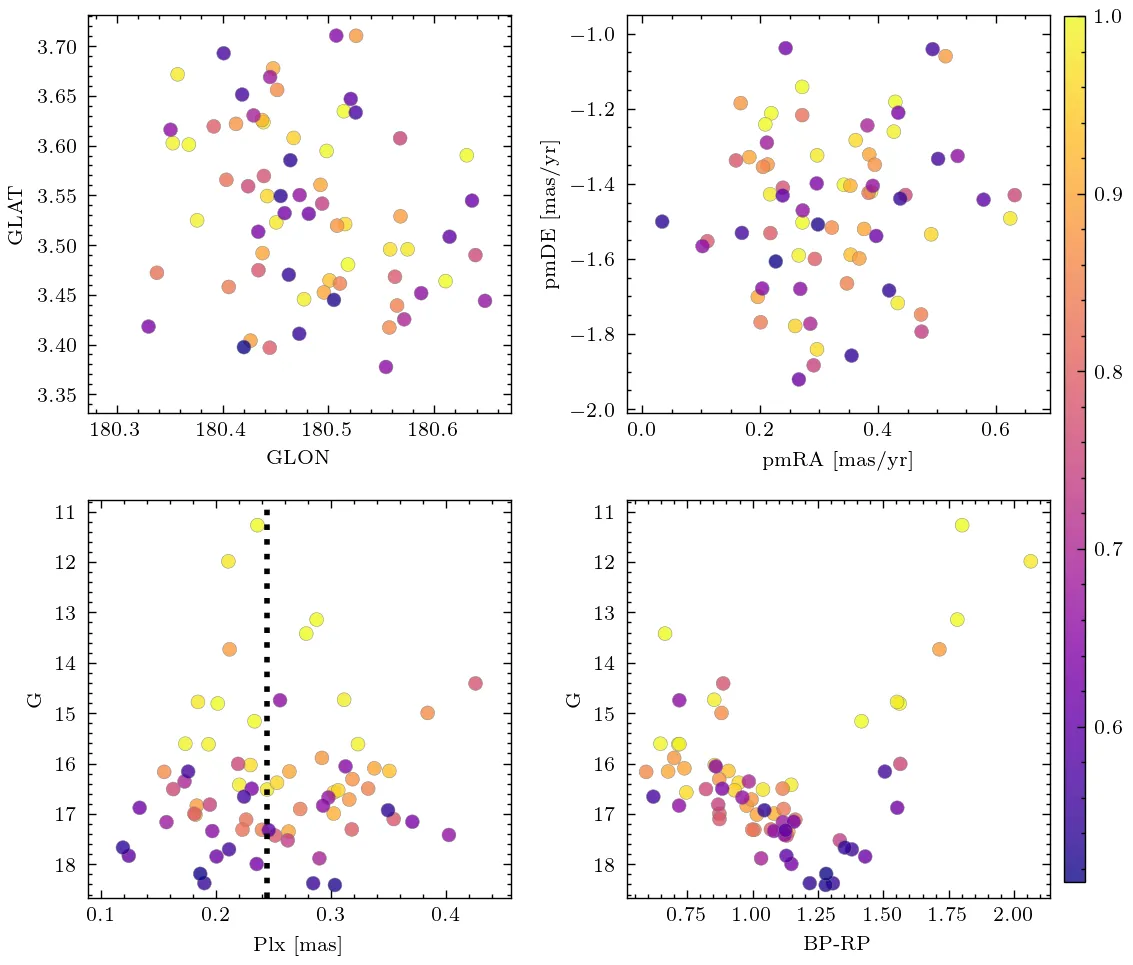 3.70
3.65
3.60
3.55
3.50
3.45
3.40
3.35
GLAT
180.3 180.4 180.5 180.6
GLON
−1.0
−1.2
−1.4
−1.6
−1.8
−2.0
pmDE [mas/yr]
0.0 0.2 0.4 0.6
pmRA [mas/yr]
11
12
13
14
15
16
17
18
G
0.1 0.2 0.3 0.4
Plx [mas]
11
12
13
14
15
16
17
18
G
0.75 1.00 1.25 1.50 1.75 2.00
BP-RP
1.0
0.9
0.8
0.7
0.6